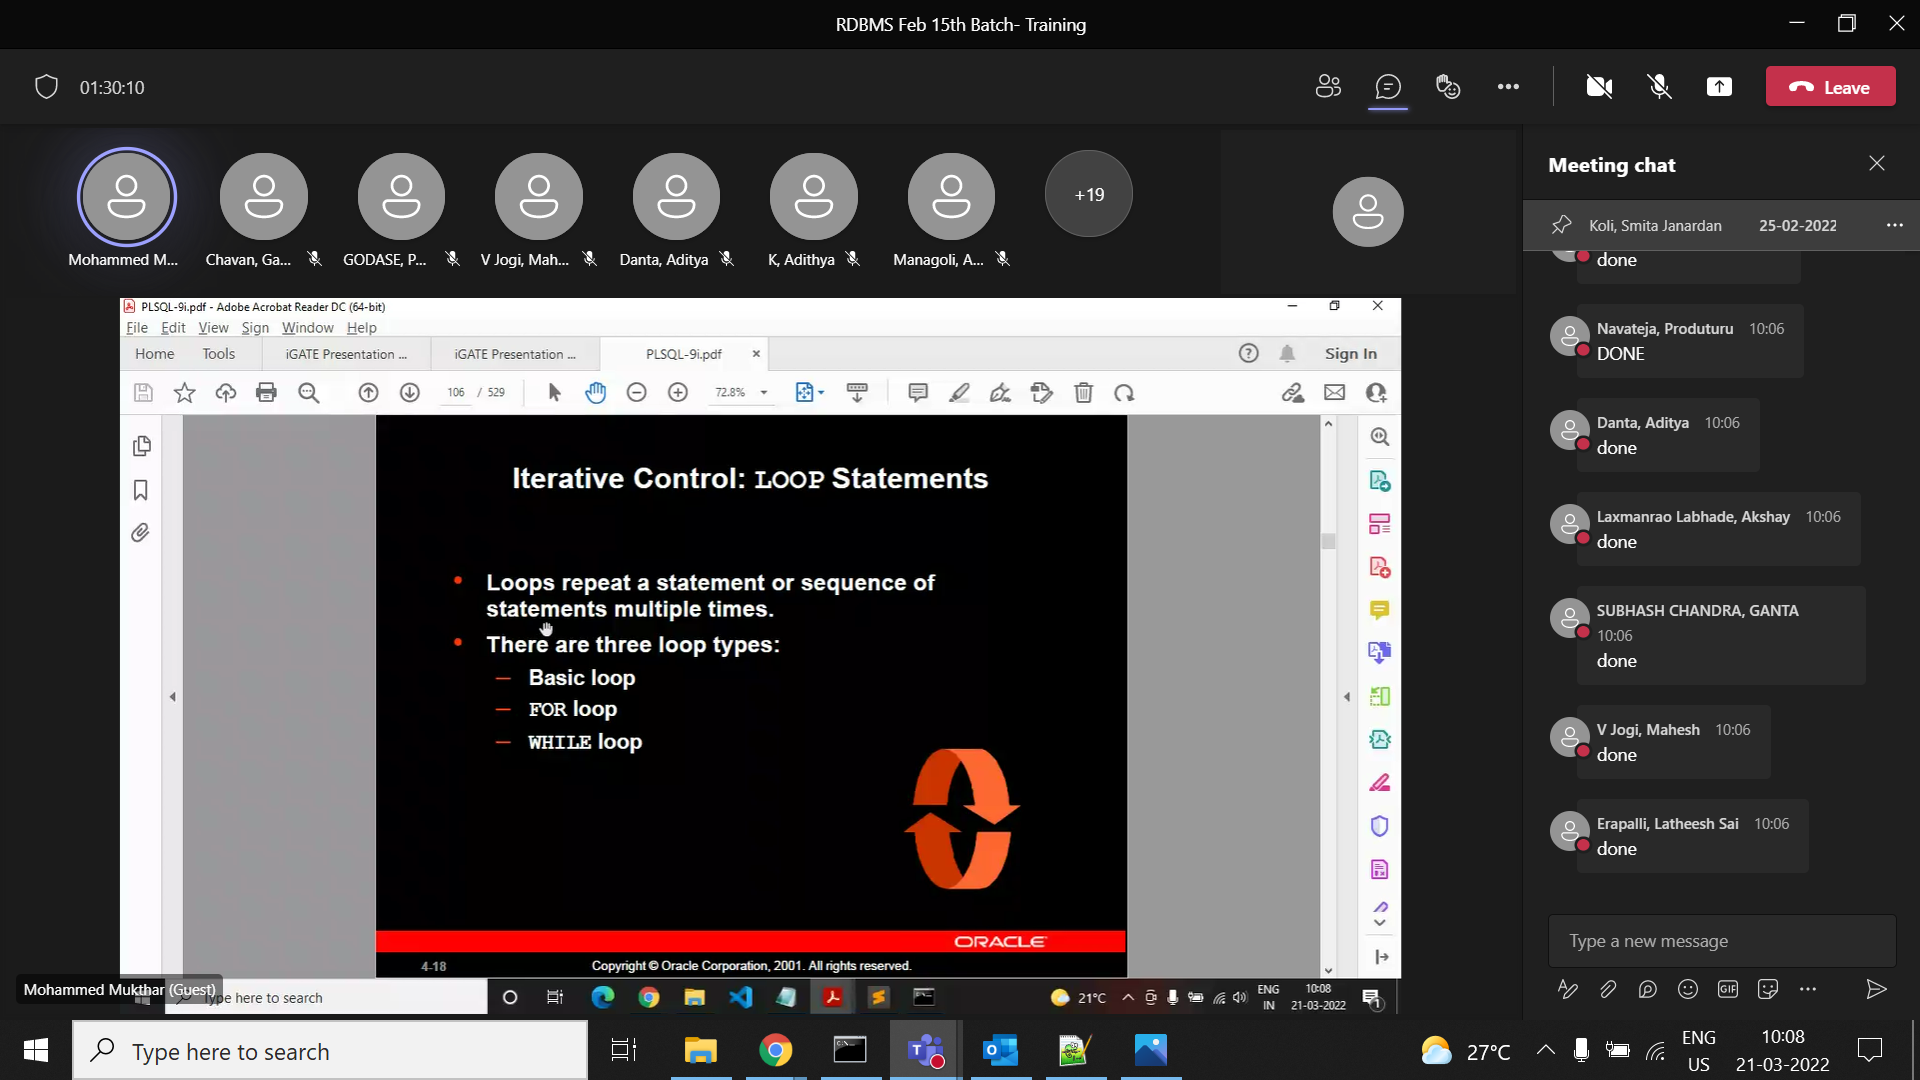 RDBMS Feb 15th Batch- Training
01:30:10
Leave
Mohammed M...
Chavan, Ga...
GODASE, P...
V Jogi, Mah...
Danta, Aditya
K, Adithya
Managoli, A...
+19
PLSQL-9i.pdf - Adobe Acrobat Reader DC (64-bit)
File Edit View Sign Window Help
Home Tools iGATE Presentation ... iGATE Presentation ... PLSQL-9i.pdf Sign In
106 / 529 72.8%
Iterative Control: LOOP Statements
• Loops repeat a statement or sequence of
statements multiple times.
• There are three loop types:
– Basic loop
– FOR loop
– WHILE loop
ORACLE
4-18 Copyright © Oracle Corporation, 2001. All rights reserved.
Mohammed Mukthar (Guest)
Type here to search
21°C
ENG
IN
10:08
21-03-2022
1
Meeting chat
Koli, Smita Janardan 25-02-2022
done
Navateja, Produturu 10:06
DONE
Danta, Aditya 10:06
done
Laxmanrao Labhade, Akshay 10:06
done
SUBHASH CHANDRA, GANTA
10:06
done
V Jogi, Mahesh 10:06
done
Erapalli, Latheesh Sai 10:06
done
Type a new message
GIF
Type here to search
27°C
ENG
US
10:08
21-03-2022